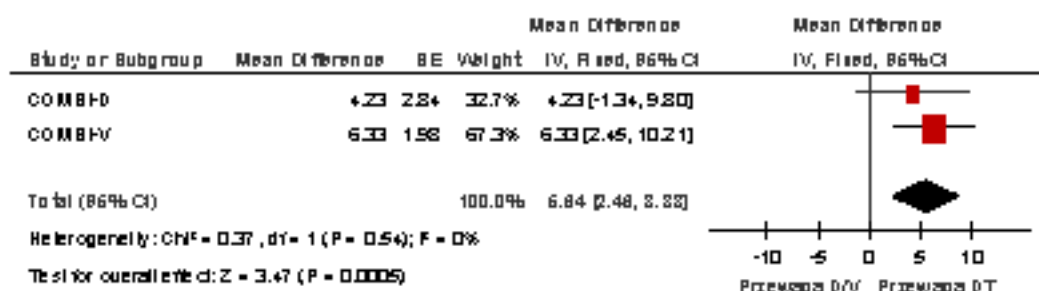 Mean Difference Mean Difference
Study or Subgroup Mean Difference SE Weight IV, Fixed, 95% CI IV, Fixed, 95% CI
COMBI-D 4.23 2.84 32.7% 4.23 [-1.34, 9.80]
COMBI-V 6.33 1.98 67.3% 6.33 [2.45, 10.21]
Total (95% CI) 100.0% 5.64 [2.46, 8.83]
Heterogeneity: Chi² = 0.37, df = 1 (P = 0.54); I² = 0%
Test for overall effect: Z = 3.47 (P = 0.0005)
-10 -5 0 5 10
Przewaga D/V Przewaga DT